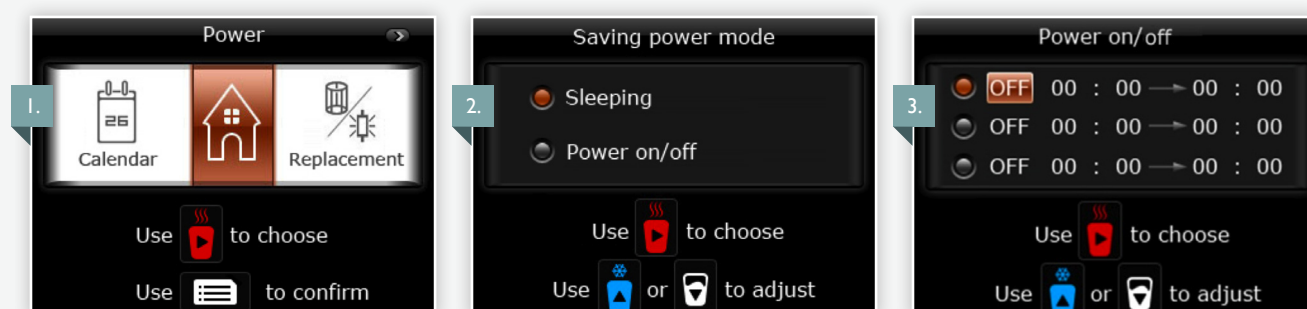 1.
Power
26
Calendar
Replacement
Use to choose
Use to confirm
2.
Saving power mode
Sleeping
Power on/off
Use to choose
Use or to adjust
3.
Power on/off
OFF 00 : 00 → 00 : 00
OFF 00 : 00 → 00 : 00
OFF 00 : 00 → 00 : 00
Use to choose
Use or to adjust